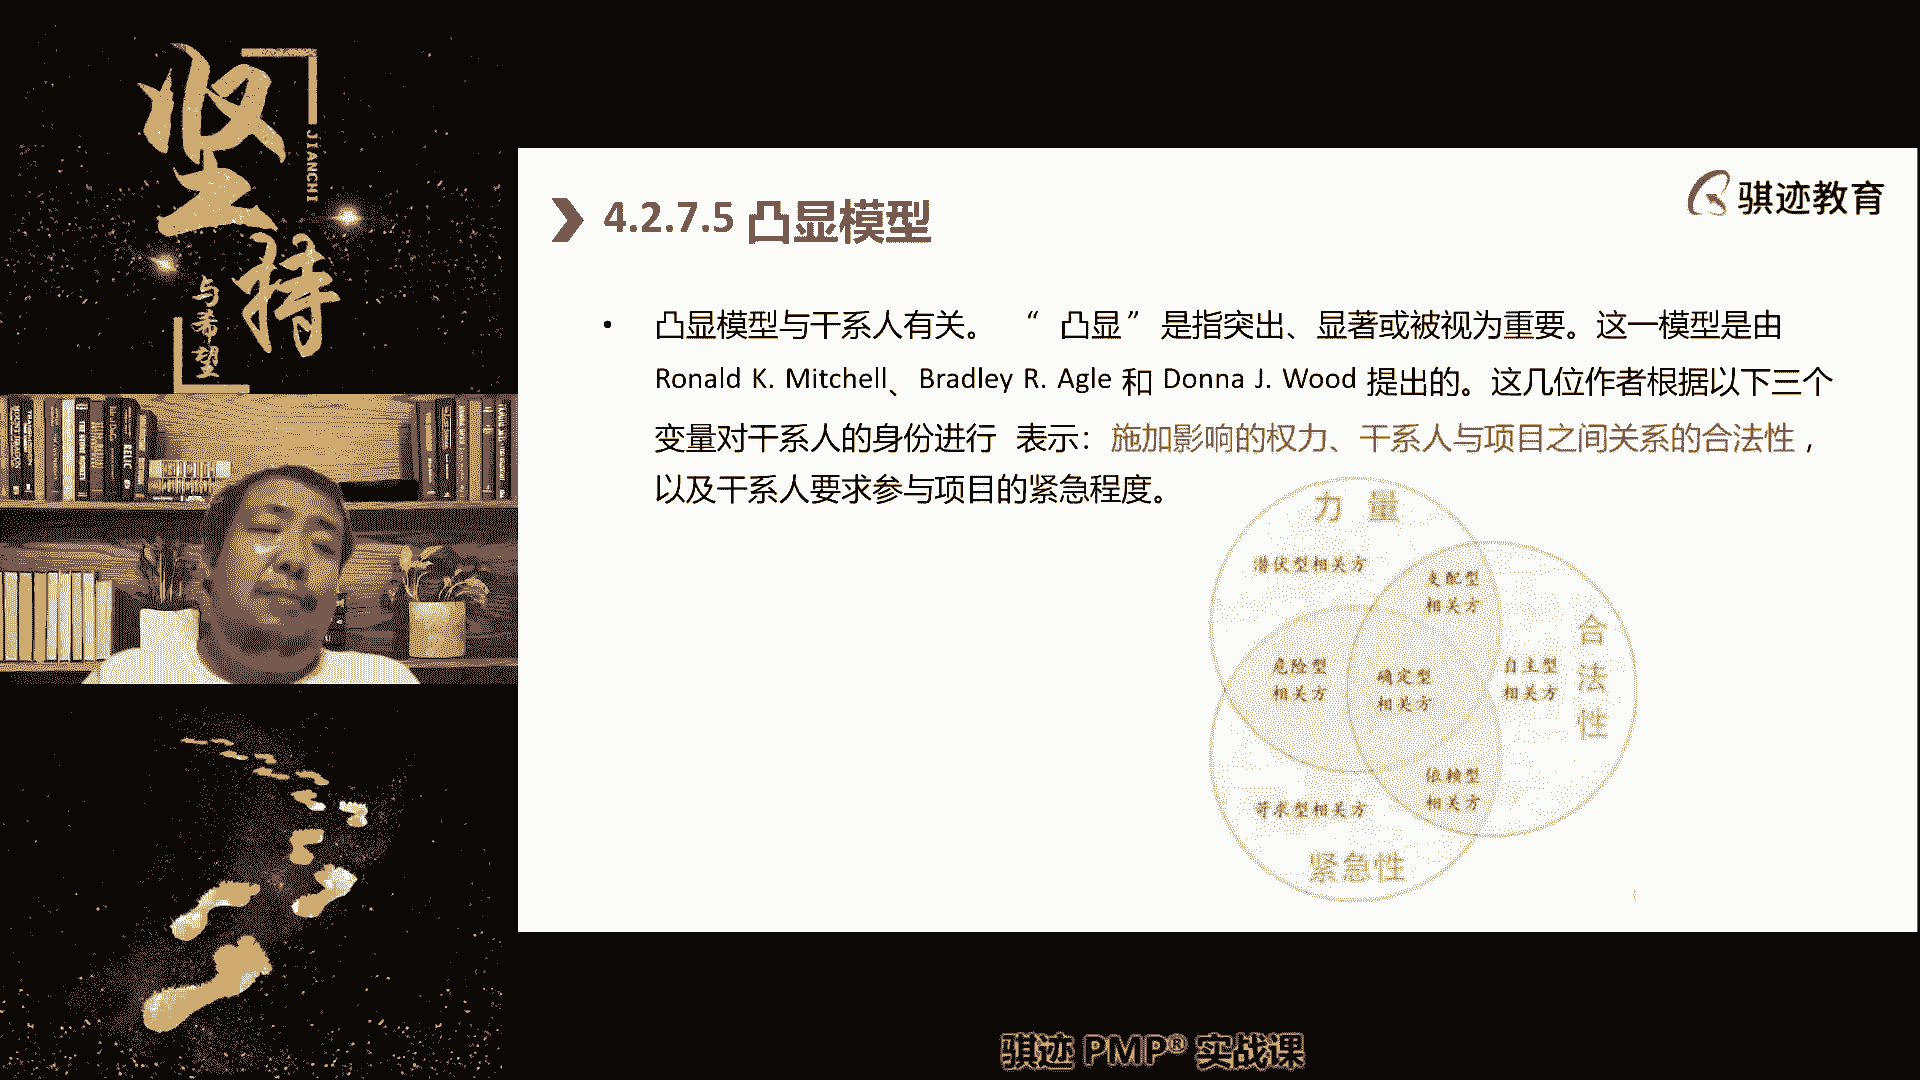 坚持
JIANCHI
与希望
骐迹教育
4.2.7.5 凸显模型
• 凸显模型与干系人有关。 “ 凸显” 是指突出、显著或被视为重要。这一模型是由
Ronald K. Mitchell、Bradley R. Agle 和 Donna J. Wood 提出的。这几位作者根据以下三个
变量对干系人的身份进行 表示：施加影响的权力、干系人与项目之间关系的合法性，
以及干系人要求参与项目的紧急程度。
力 量
潜伏型相关方
支配型
相关方
合法性
危险型
相关方
确定型
相关方
自主型
相关方
依赖型
相关方
苛求型相关方
紧急性
骐迹 PMP® 实战课